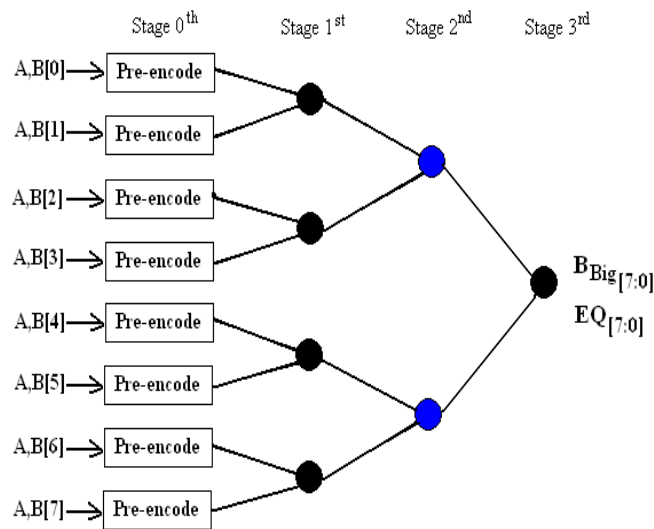 Stage 0th Stage 1st Stage 2nd Stage 3rd
A,B[0] Pre-encode
A,B[1] Pre-encode
A,B[2] Pre-encode
A,B[3] Pre-encode
A,B[4] Pre-encode
A,B[5] Pre-encode
A,B[6] Pre-encode
A,B[7] Pre-encode
BBig[7:0]
EQ[7:0]